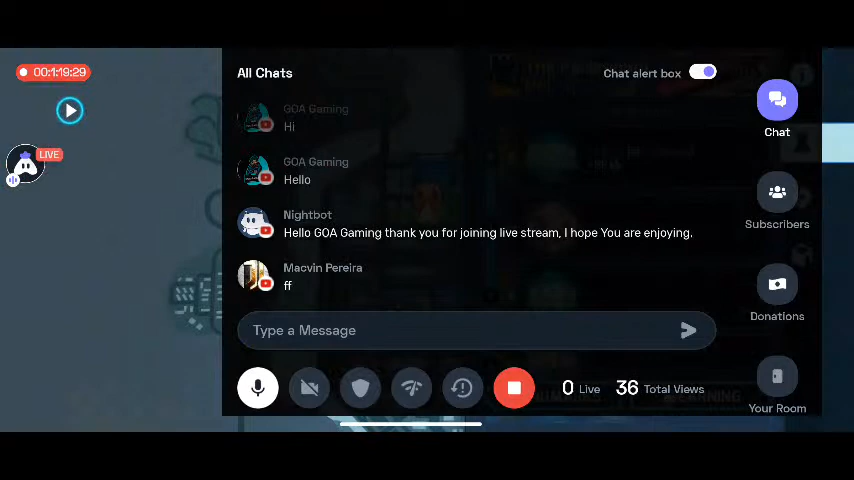 00:1:19:29
LIVE
All Chats
Chat alert box
GOA Gaming
Hi
GOA Gaming
Hello
Nightbot
Hello GOA Gaming thank you for joining live stream, I hope You are enjoying.
Macvin Pereira
ff
Type a Message
0 Live
36 Total Views
Chat
Subscribers
Donations
Your Room